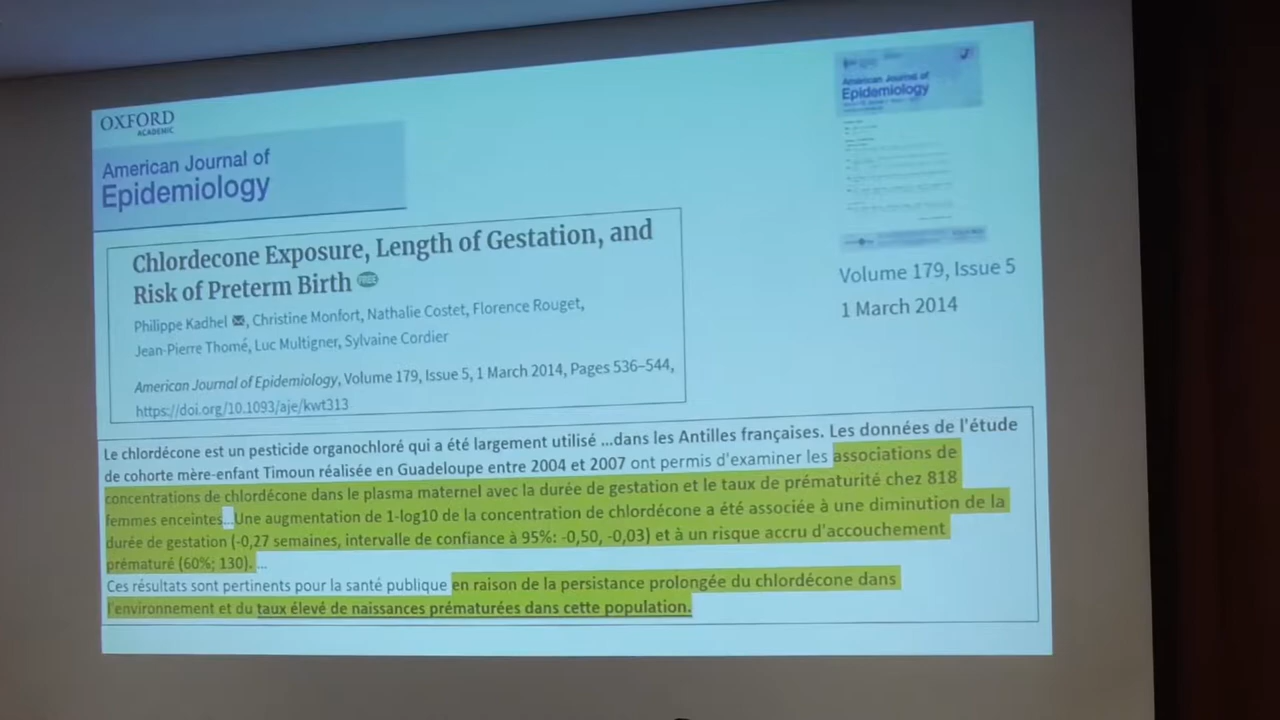 OXFORD
ACADEMIC
American Journal of
Epidemiology
Chlordecone Exposure, Length of Gestation, and
Risk of Preterm Birth FREE
Philippe Kadhel, Christine Monfort, Nathalie Costet, Florence Rouget,
Jean-Pierre Thomé, Luc Multigner, Sylvaine Cordier
American Journal of Epidemiology, Volume 179, Issue 5, 1 March 2014, Pages 536–544,
https://doi.org/10.1093/aje/kwt313
American Journal of
Epidemiology
Volume 179, Issue 5
1 March 2014
Le chlordécone est un pesticide organochloré qui a été largement utilisé ...dans les Antilles françaises. Les données de l'étude
de cohorte mère-enfant Timoun réalisée en Guadeloupe entre 2004 et 2007 ont permis d'examiner les associations de
concentrations de chlordécone dans le plasma maternel avec la durée de gestation et le taux de prématurité chez 818
femmes enceintes...Une augmentation de 1-log10 de la concentration de chlordécone a été associée à une diminution de la
durée de gestation (-0,27 semaines, intervalle de confiance à 95%: -0,50, -0,03) et à un risque accru d'accouchement
prématuré (60%; 130). ...
Ces résultats sont pertinents pour la santé publique en raison de la persistance prolongée du chlordécone dans
l'environnement et du taux élevé de naissances prématurées dans cette population.